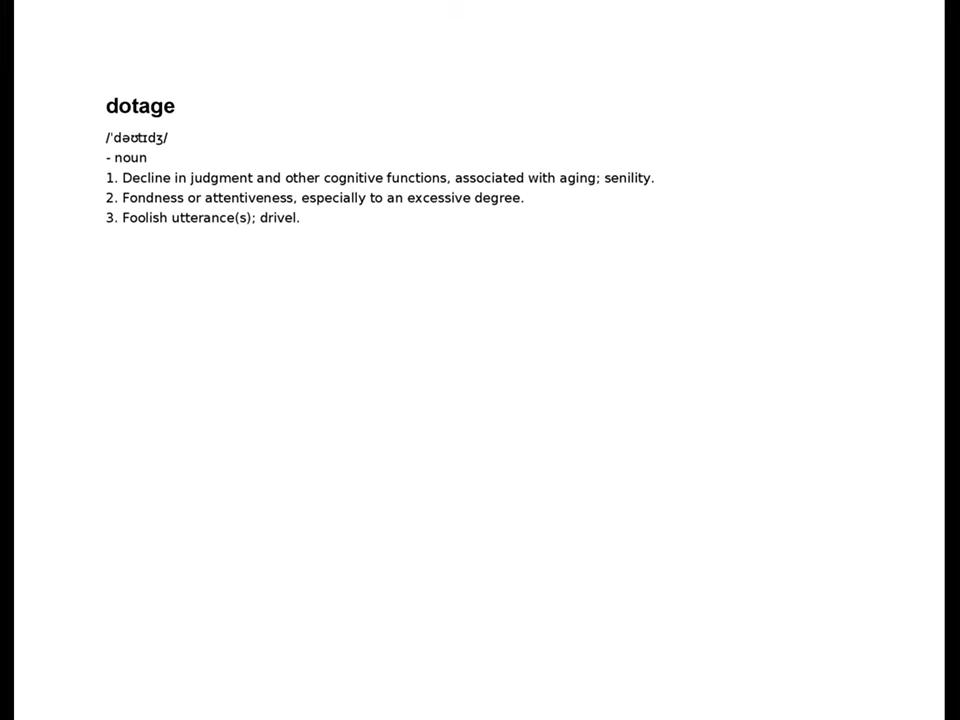 dotage
/ˈdəʊtɪdʒ/
- noun
1. Decline in judgment and other cognitive functions, associated with aging; senility.
2. Fondness or attentiveness, especially to an excessive degree.
3. Foolish utterance(s); drivel.